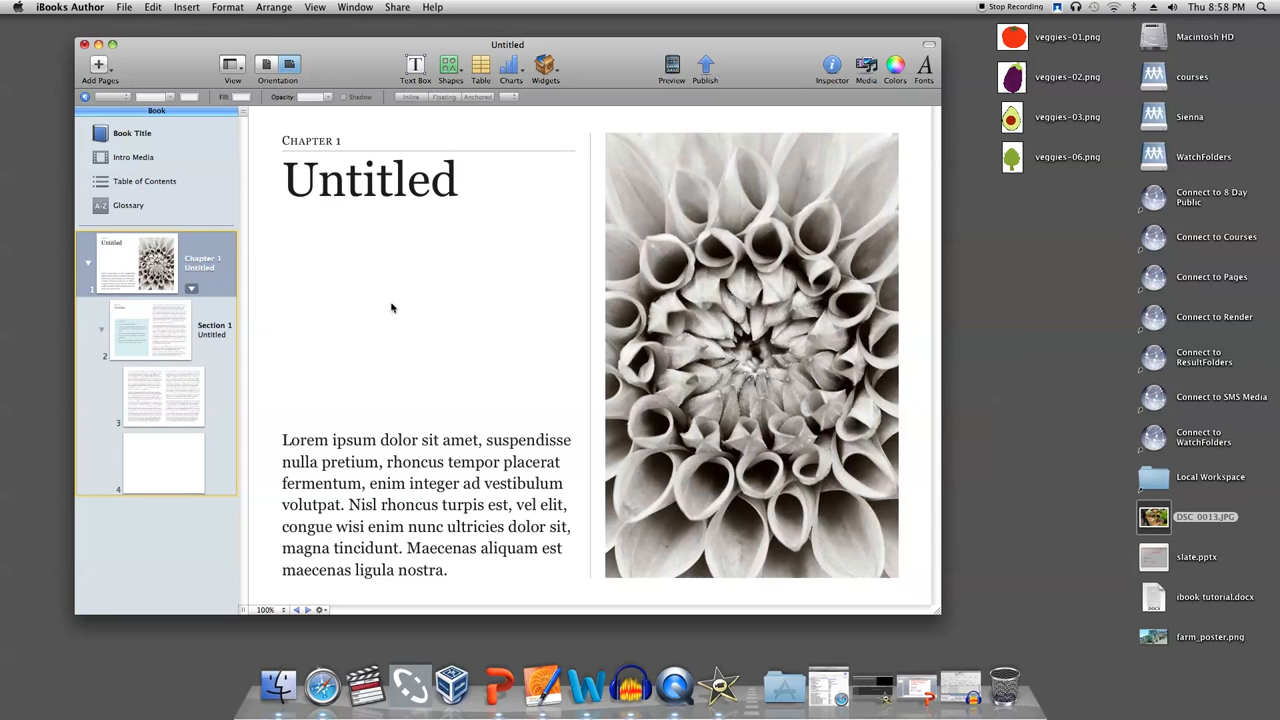 iBooks Author File Edit Insert Format Arrange View Window Share Help
Stop Recording
Thu 8:58 PM
Untitled
Add Pages
View
Orientation
Text Box
Shapes
Table
Charts
Widgets
Preview
Publish
Inspector
Media
Colors
Fonts
Fill:
Opacity:
Shadow
Inline
Floating
Anchored
Book
Book Title
Intro Media
Table of Contents
A-Z
Glossary
Untitled
Chapter 1
Untitled
1
Section 1
Untitled
2
3
4
CHAPTER 1
Untitled
Lorem ipsum dolor sit amet, suspendisse
nulla pretium, rhoncus tempor placerat
fermentum, enim integer ad vestibulum
volutpat. Nisl rhoncus turpis est, vel elit,
congue wisi enim nunc ultricies dolor sit,
magna tincidunt. Maecenas aliquam est
maecenas ligula nostra.
100%
veggies-01.png
veggies-02.png
veggies-03.png
veggies-06.png
Macintosh HD
courses
Sienna
WatchFolders
Connect to 8 Day
Public
Connect to Courses
Connect to Pages
Connect to Render
Connect to
ResultFolders
Connect to SMS Media
Connect to
WatchFolders
Local Workspace
DSC_0013.JPG
slate.pptx
DOCX
ibook tutorial.docx
farm_poster.png